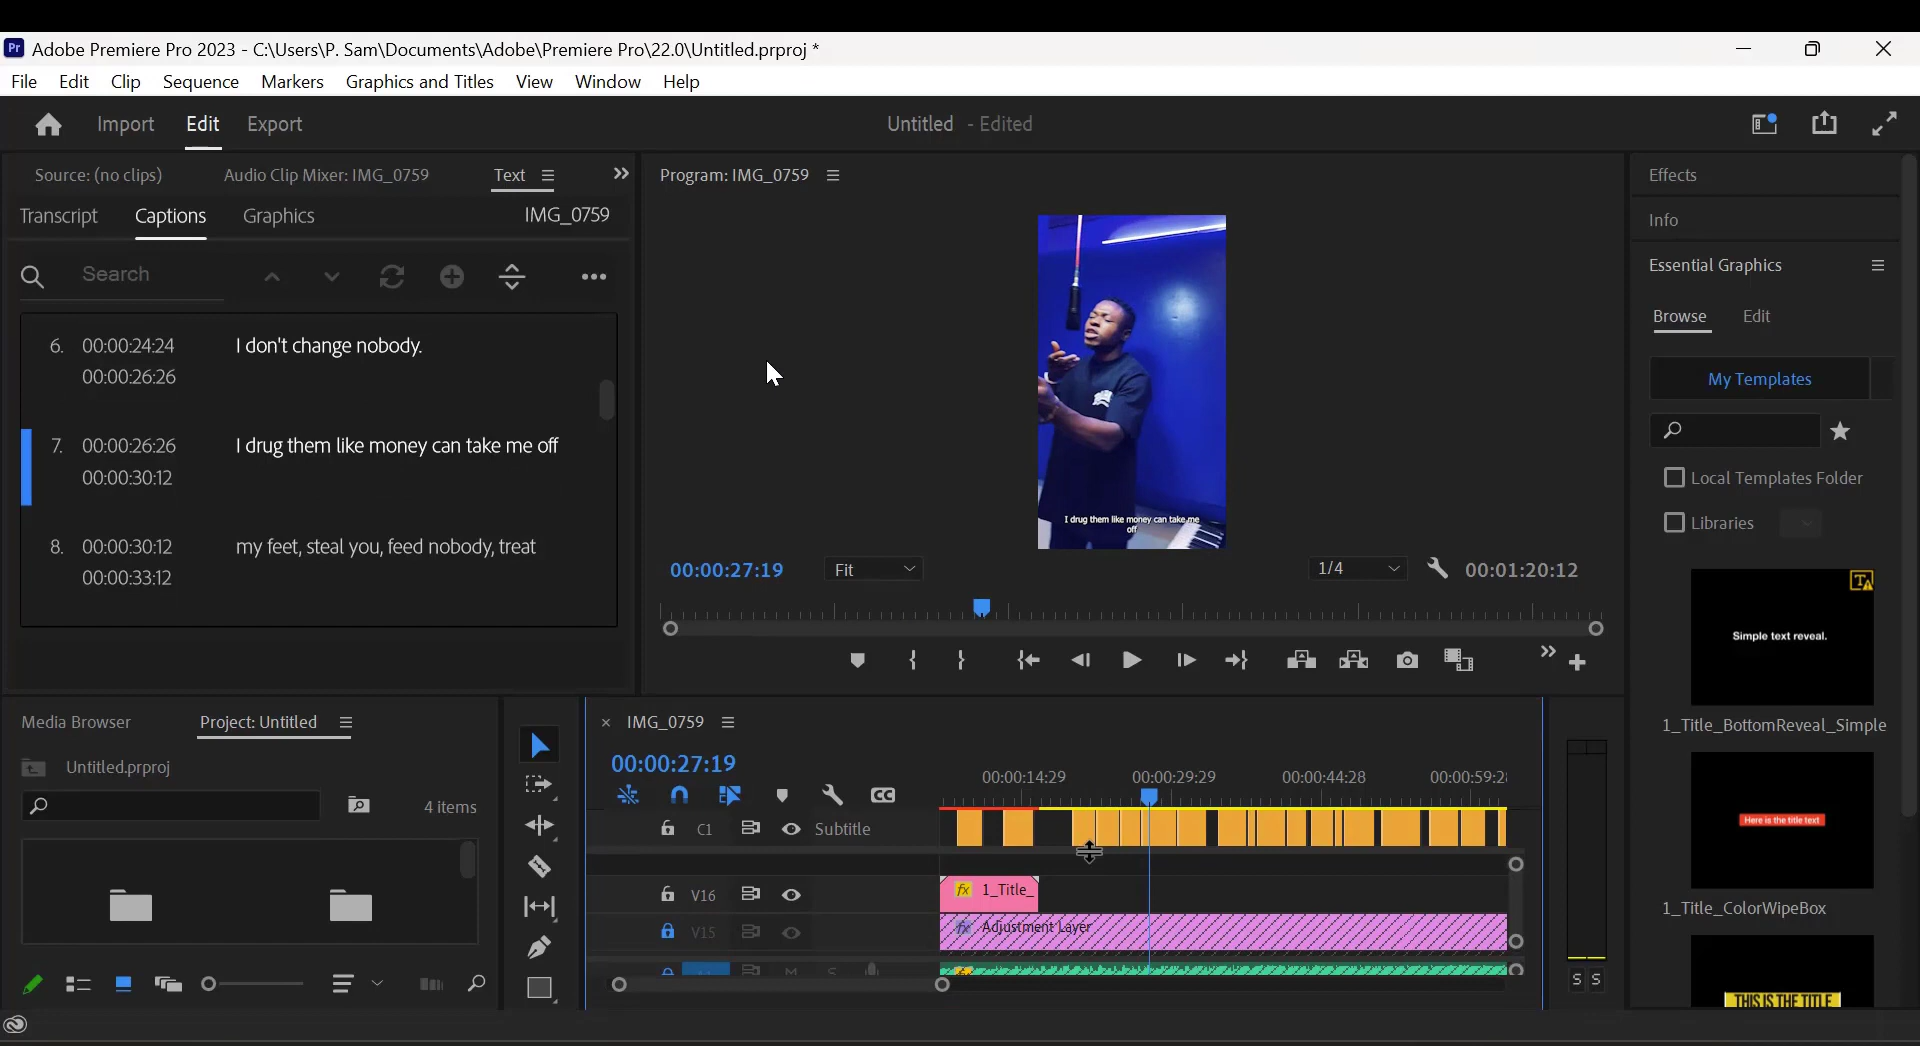 Pr Adobe Premiere Pro 2023 - C:\Users\P. Sam\Documents\Adobe\Premiere Pro\22.0\Untitled.prproj *
File Edit Clip Sequence Markers Graphics and Titles View Window Help
Import Edit Export
Untitled - Edited
Source: (no clips) Audio Clip Mixer: IMG_0759 Text
Transcript Captions Graphics IMG_0759
Search
6. 00:00:24:24 I don't change nobody.
00:00:26:26
7. 00:00:26:26 I drug them like money can take me off
00:00:30:12
8. 00:00:30:12 my feet, steal you, feed nobody, treat
00:00:33:12
Program: IMG_0759
I drug them like money can take me
off
00:00:27:19 Fit 1/4 00:01:20:12
Effects
Info
Essential Graphics
Browse Edit
My Templates
Local Templates Folder
Libraries
Simple text reveal.
1_Title_BottomReveal_Simple
Here is the title text
1_Title_ColorWipeBox
THIS IS THE TITLE
Media Browser Project: Untitled
Untitled.prproj
4 items
× IMG_0759
00:00:27:19
00:00:14:29 00:00:29:29 00:00:44:28 00:00:59:2
CC
C1 Subtitle
V16
fx 1_Title_
V15
fx Adjustment Layer
M S
S S